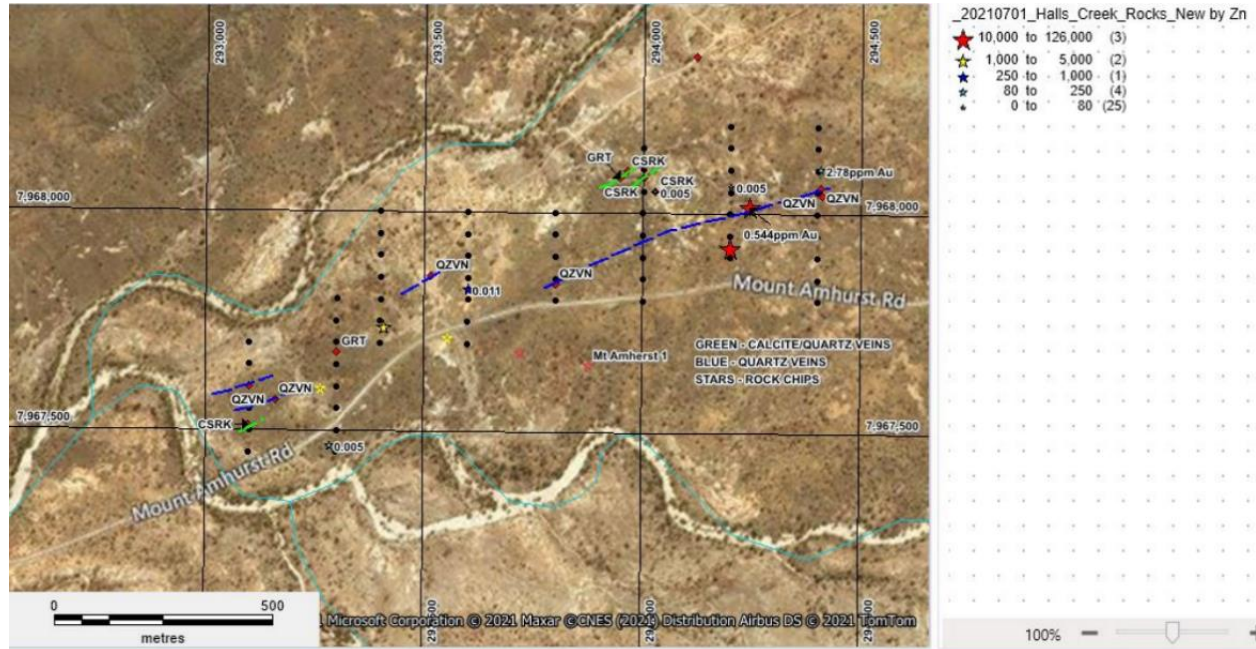 _20210701_Halls_Creek_Rocks_New by Zn
10,000 to 126,000 (3)
1,000 to 5,000 (2)
250 to 1,000 (1)
80 to 250 (4)
0 to 80 (25)
293,000
293,500
294,000
294,500
GRT
CSRK
CSRK
CSRK
0.005
0.005
2.78ppm Au
QZVN
QZVN
7,968,000
7,968,000
0.544ppm Au
QZVN
QZVN
0.011
Mount Amhurst Rd
GRT
Mt Amherst 1
GREEN - CALCITE/QUARTZ VEINS
BLUE - QUARTZ VEINS
STARS - ROCK CHIPS
QZVN
QZVN
CSRK
7,967,500
7,967,500
0.005
Mount Amhurst Rd
0 500
metres
294,000
Microsoft Corporation © 2021 Maxar ©CNES (2021) Distribution Airbus DS © 2021 TomTom
100%